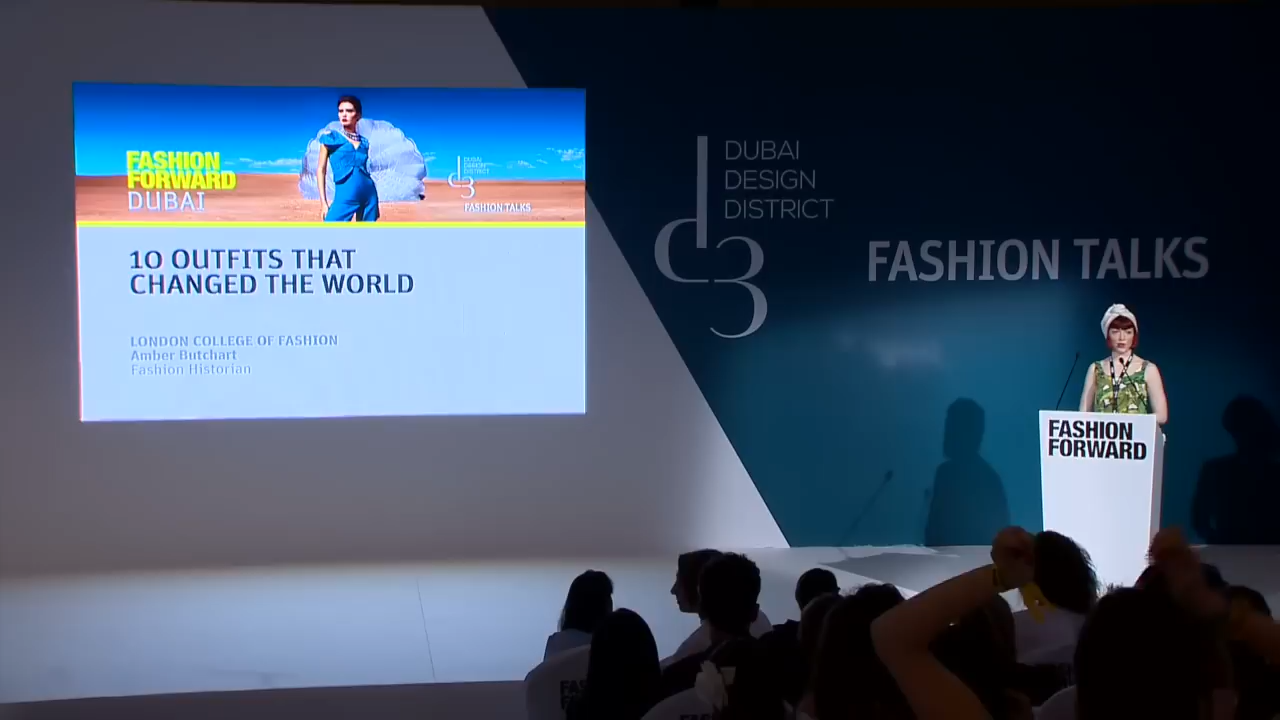 FASHION
FORWARD
DUBAI
DUBAI
DESIGN
DISTRICT
FASHION TALKS
10 OUTFITS THAT
CHANGED THE WORLD
LONDON COLLEGE OF FASHION
Amber Butchart
Fashion Historian
d3
DUBAI
DESIGN
DISTRICT
FASHION TALKS
FASHION
FORWARD